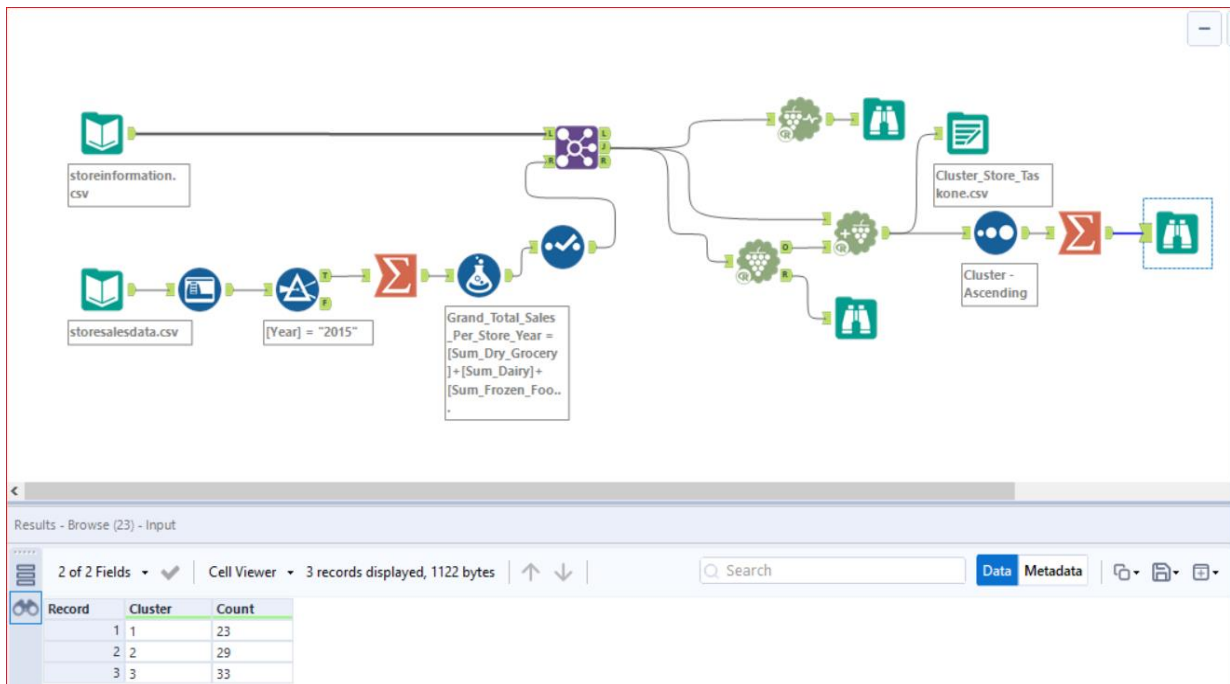 L
L
J
R
R
storeinformation.
csv
Cluster_Store_Tas
kone.csv
O
R
T
F
storesalesdata.csv
[Year] = "2015"
Grand_Total_Sales
_Per_Store_Year =
[Sum_Dry_Grocery
]+[Sum_Dairy]+
[Sum_Frozen_Foo..
.
Cluster -
Ascending
Results - Browse (23) - Input
2 of 2 Fields
Cell Viewer
3 records displayed, 1122 bytes
Search
Data
Metadata
Record Cluster Count
1 1 23
2 2 29
3 3 33